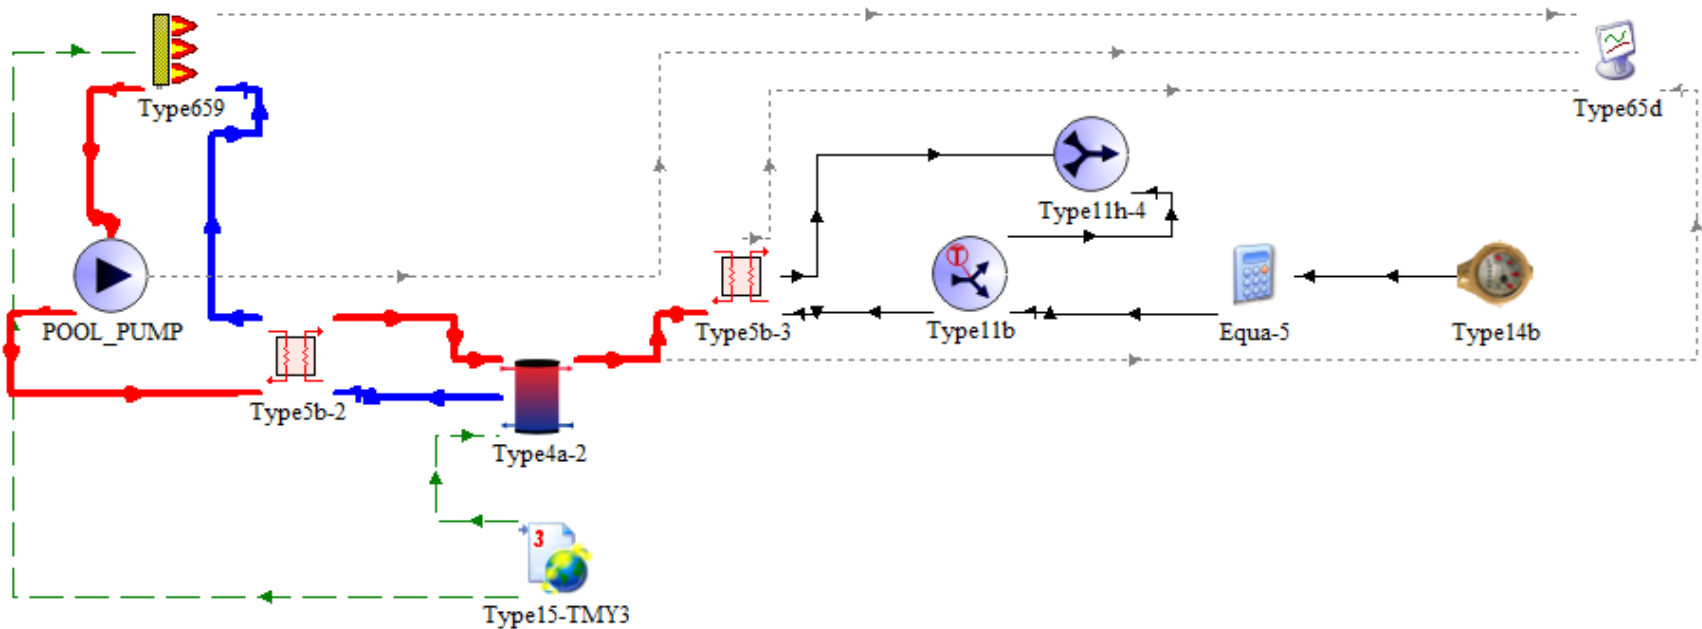 Type659
Type65d
Type11h-4
POOL_PUMP
Type5b-3
T
Type11b
Equa-5
Type14b
Type5b-2
Type4a-2
3
Type15-TMY3